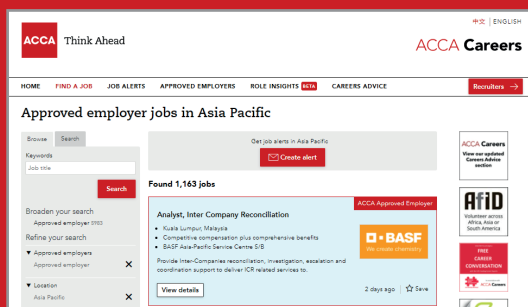 中文 | ENGLISH
ACCA Think Ahead
ACCA Careers
HOME FIND A JOB JOB ALERTS APPROVED EMPLOYERS ROLE INSIGHTS BETA CAREERS ADVICE
Recruiters →
Approved employer jobs in Asia Pacific
Browse Search
Keywords
Job title
Search
Broaden your search
Approved employer 3985
Refine your search
▼ Approved employers
Approved employer X
▼ Location
Asia Pacific X
Get job alerts in Asia Pacific
Create alert
Found 1,163 jobs
ACCA Approved Employer
Analyst, Inter Company Reconciliation
• Kuala Lumpur, Malaysia
• Competitive compensation plus comprehensive benefits
• BASF Asia-Pacific Service Centre S/B
Provide Inter-Companies reconciliation, investigation, escalation and
coordination support to deliver ICR related services to.
BASF
We create chemistry
View details
2 days ago
Save
ACCA Careers
View our updated
Careers Advice
section
AfID
Volunteer across
Africa, Asia or
South America
FREE
CAREER
CONVERSATION
ACCA Careers